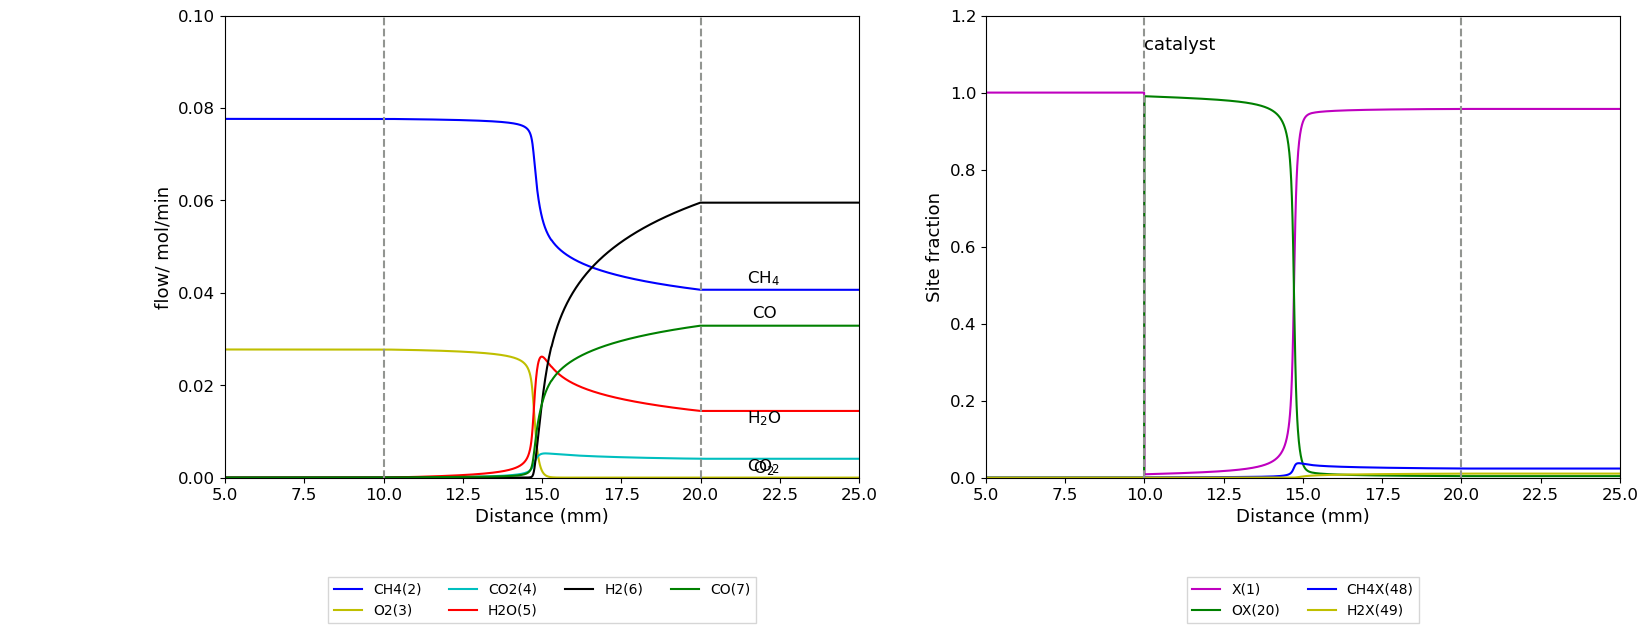 0.10
0.08
0.06
0.04
0.02
0.00
flow/ mol/min
CH₄
CO
H₂O
CO₂
O₂
5.0 7.5 10.0 12.5 15.0 17.5 20.0 22.5 25.0
Distance (mm)
CH4(2) CO2(4) H2(6) CO(7)
O2(3) H2O(5)
1.2
1.0
0.8
0.6
0.4
0.2
0.0
Site fraction
catalyst
5.0 7.5 10.0 12.5 15.0 17.5 20.0 22.5 25.0
Distance (mm)
X(1) CH4X(48)
OX(20) H2X(49)